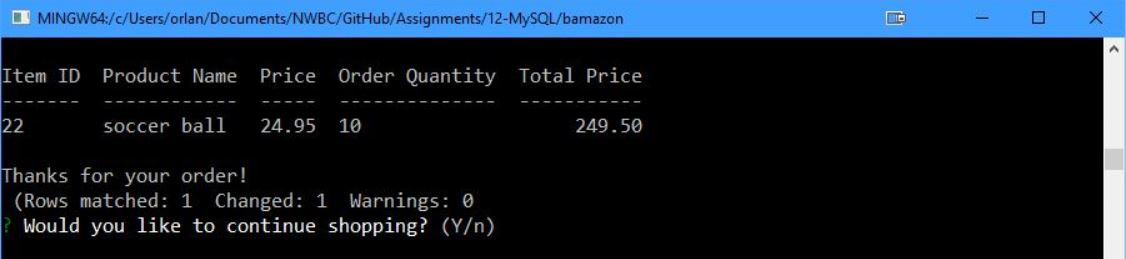 MINGW64:/c/Users/orlan/Documents/NWBC/GitHub/Assignments/12-MySQL/bamazon
Item ID  Product Name  Price  Order Quantity  Total Price
-------  ------------  -----  --------------  -----------
22       soccer ball   24.95  10                   249.50
Thanks for your order!
 (Rows matched: 1  Changed: 1  Warnings: 0
? Would you like to continue shopping? (Y/n)